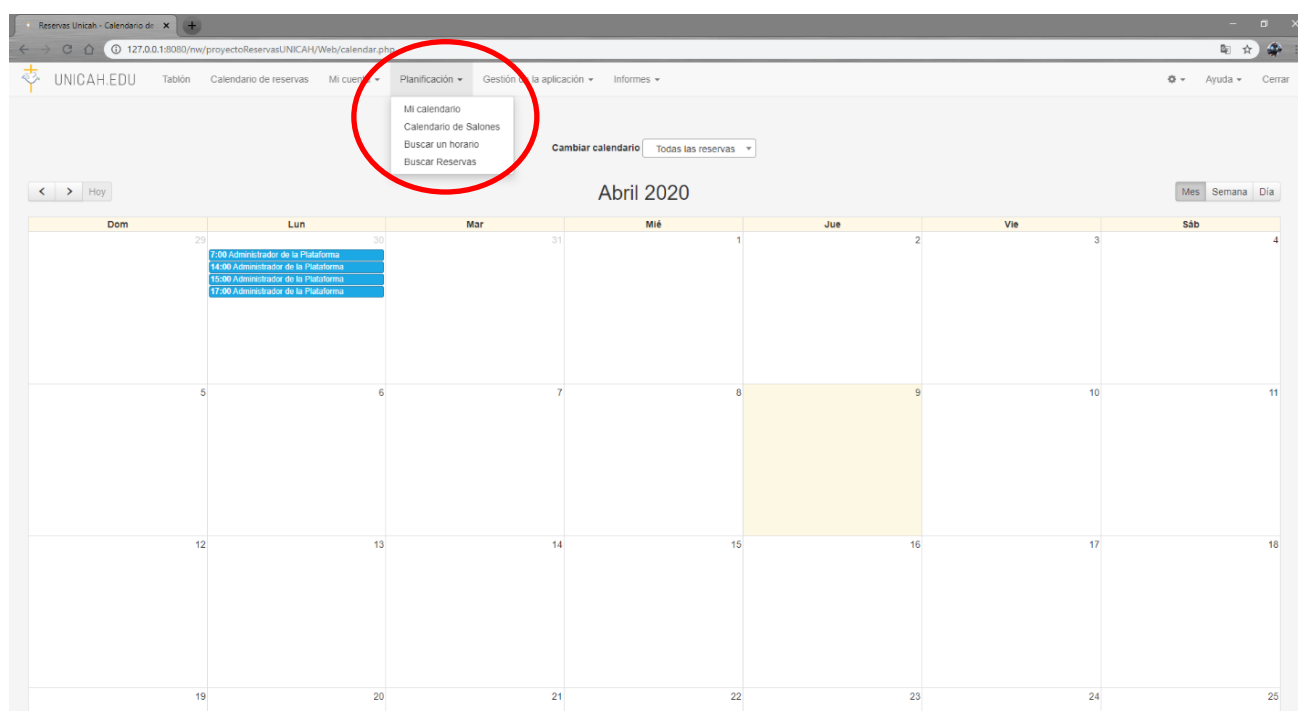 Reservas Unicah - Calendario de
127.0.0.1:8080/nw/proyectoReservasUNICAH/Web/calendar.php
UNICAH.EDU Tablón Calendario de reservas Mi cuenta Planificación Gestión de la aplicación Informes Ayuda Cerrar
Mi calendario
Calendario de Salones
Buscar un horario
Buscar Reservas
Cambiar calendario Todas las reservas
Hoy Abril 2020 Mes Semana Día
Dom Lun Mar Mié Jue Vie Sáb
29 30 31 1 2 3 4
7:00 Administrador de la Plataforma
14:00 Administrador de la Plataforma
15:00 Administrador de la Plataforma
17:00 Administrador de la Plataforma
5 6 7 8 9 10 11
12 13 14 15 16 17 18
19 20 21 22 23 24 25